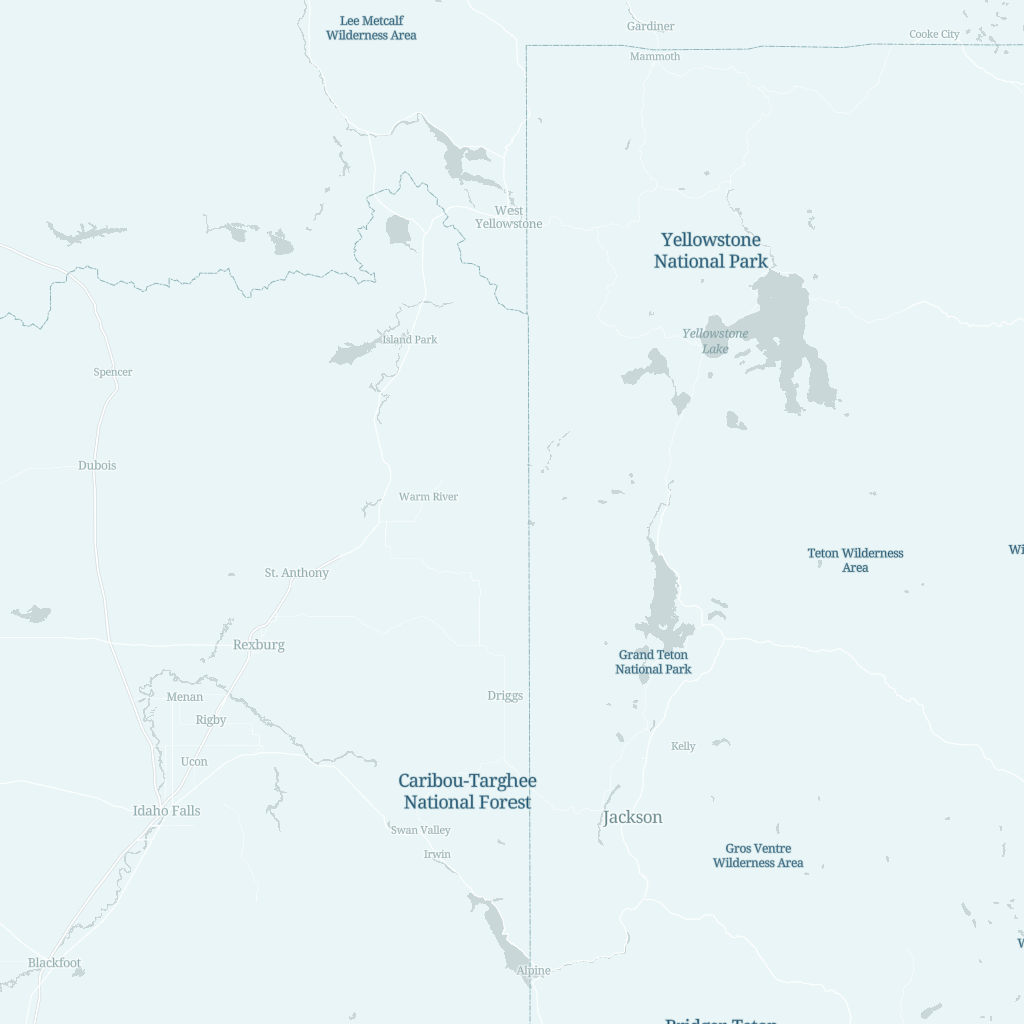 Lee Metcalf
Wilderness Area
Gardiner
Cooke City
Mammoth
West
Yellowstone
Yellowstone
National Park
Yellowstone
Lake
Island Park
Spencer
Dubois
Warm River
Teton Wilderness
Area
St. Anthony
Rexburg
Grand Teton
National Park
Menan
Driggs
Rigby
Kelly
Ucon
Caribou-Targhee
National Forest
Idaho Falls
Jackson
Swan Valley
Irwin
Gros Ventre
Wilderness Area
Blackfoot
Alpine